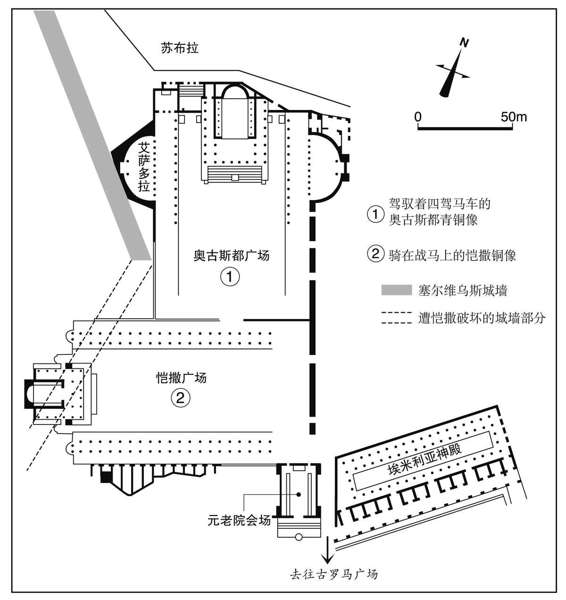 苏布拉
N
0 50m
艾萨多拉
① 驾驭着四驾马车的
奥古斯都青铜像
② 骑在战马上的恺撒铜像
奥古斯都广场
①
塞尔维乌斯城墙
遭恺撒破坏的城墙部分
恺撒广场
②
埃米利亚神殿
元老院会场
去往古罗马广场